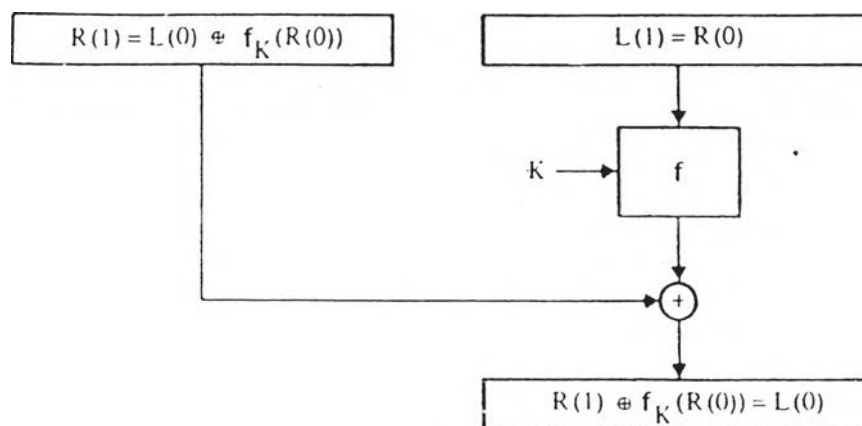 R(1) = L(0) ⊕ f_K(R(0))
L(1) = R(0)
K
f
+
R(1) ⊕ f_K(R(0)) = L(0)